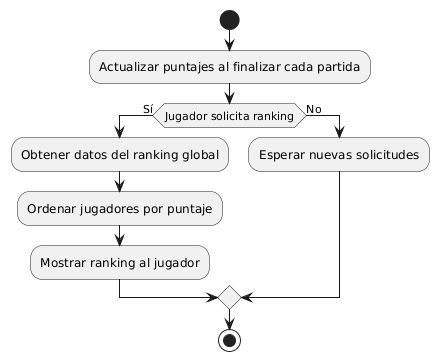 Actualizar puntajes al finalizar cada partida
Sí
Jugador solicita ranking
No
Obtener datos del ranking global
Esperar nuevas solicitudes
Ordenar jugadores por puntaje
Mostrar ranking al jugador